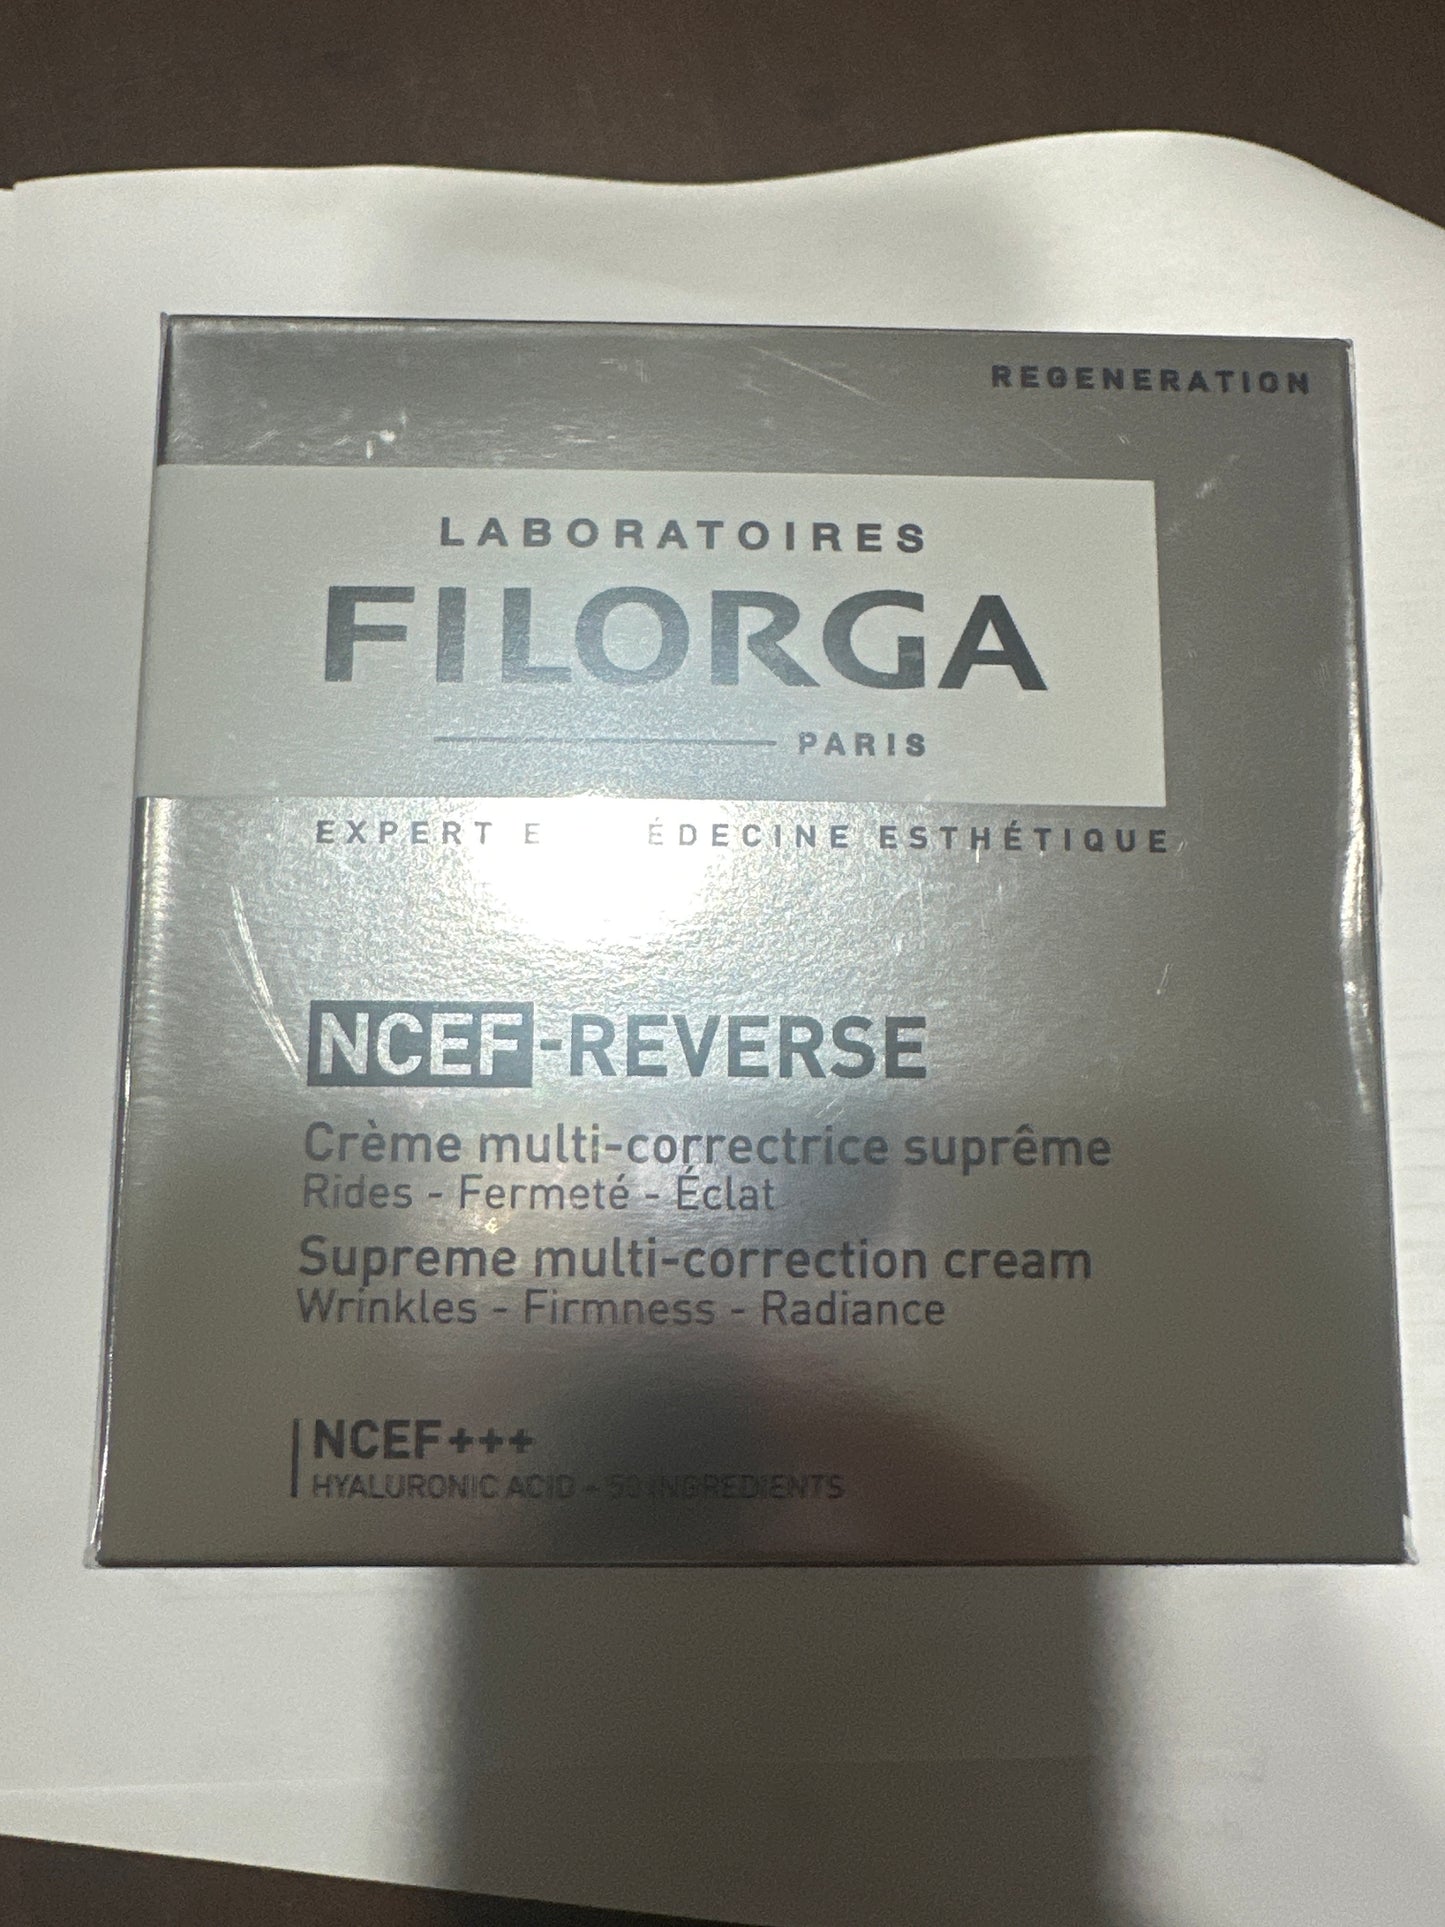 REGENERATION
LABORATOIRES
FILORGA
PARIS
EXPERT ÉDECINE ESTHÉTIQUE
NCEF-REVERSE
Crème multi-correctrice suprême
Rides - Fermeté - Éclat
Supreme multi-correction cream
Wrinkles - Firmness - Radiance
NCEF+++
HYALURONIC ACID - 50 INGREDIENTS